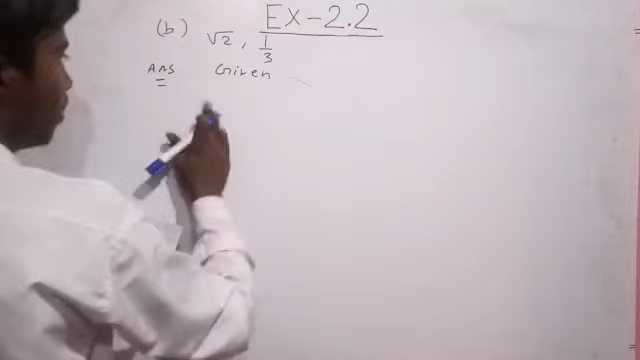 Ex-2.2
(b) √2, 1/3
Ans Given